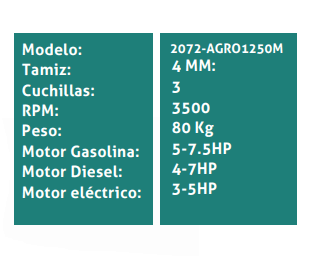 Modelo: 2072-AGRO1250M
Tamiz: 4 MM:
Cuchillas: 3
RPM: 3500
Peso: 80 Kg
Motor Gasolina: 5-7.5HP
Motor Diesel: 4-7HP
Motor eléctrico: 3-5HP